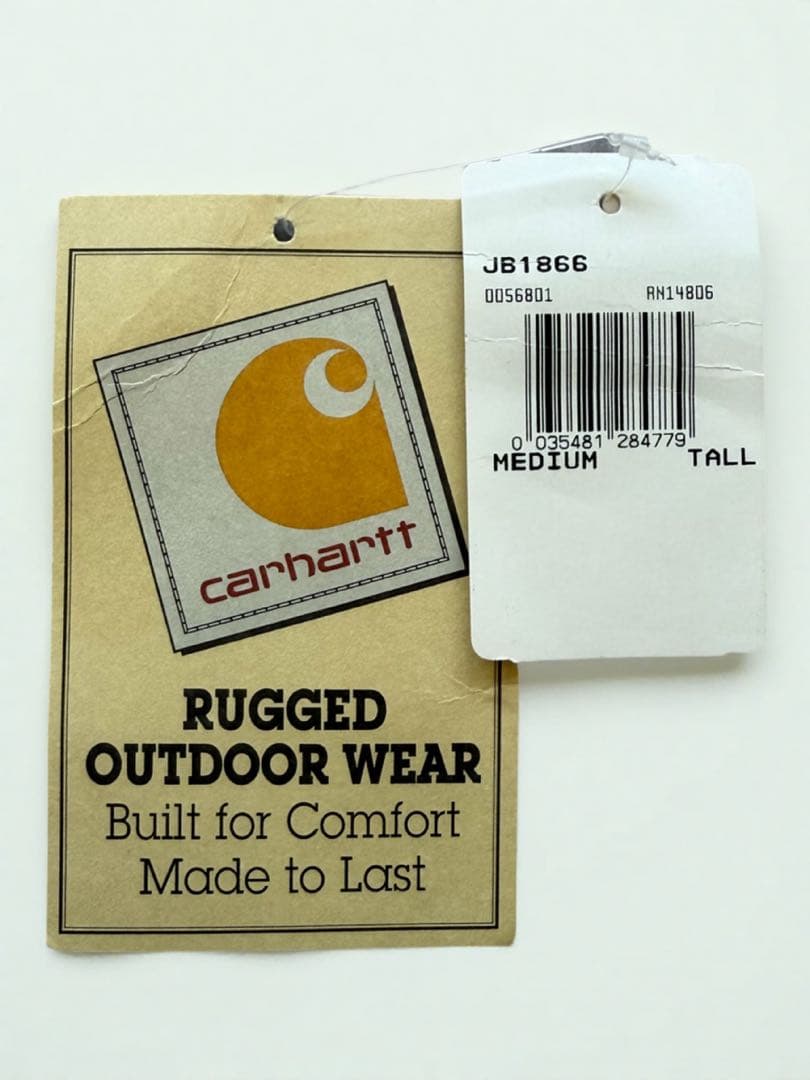 carhartt
RUGGED
OUTDOOR WEAR
Built for Comfort
Made to Last
JB1866
0056801 RN14806
0 035481 284779
MEDIUM TALL